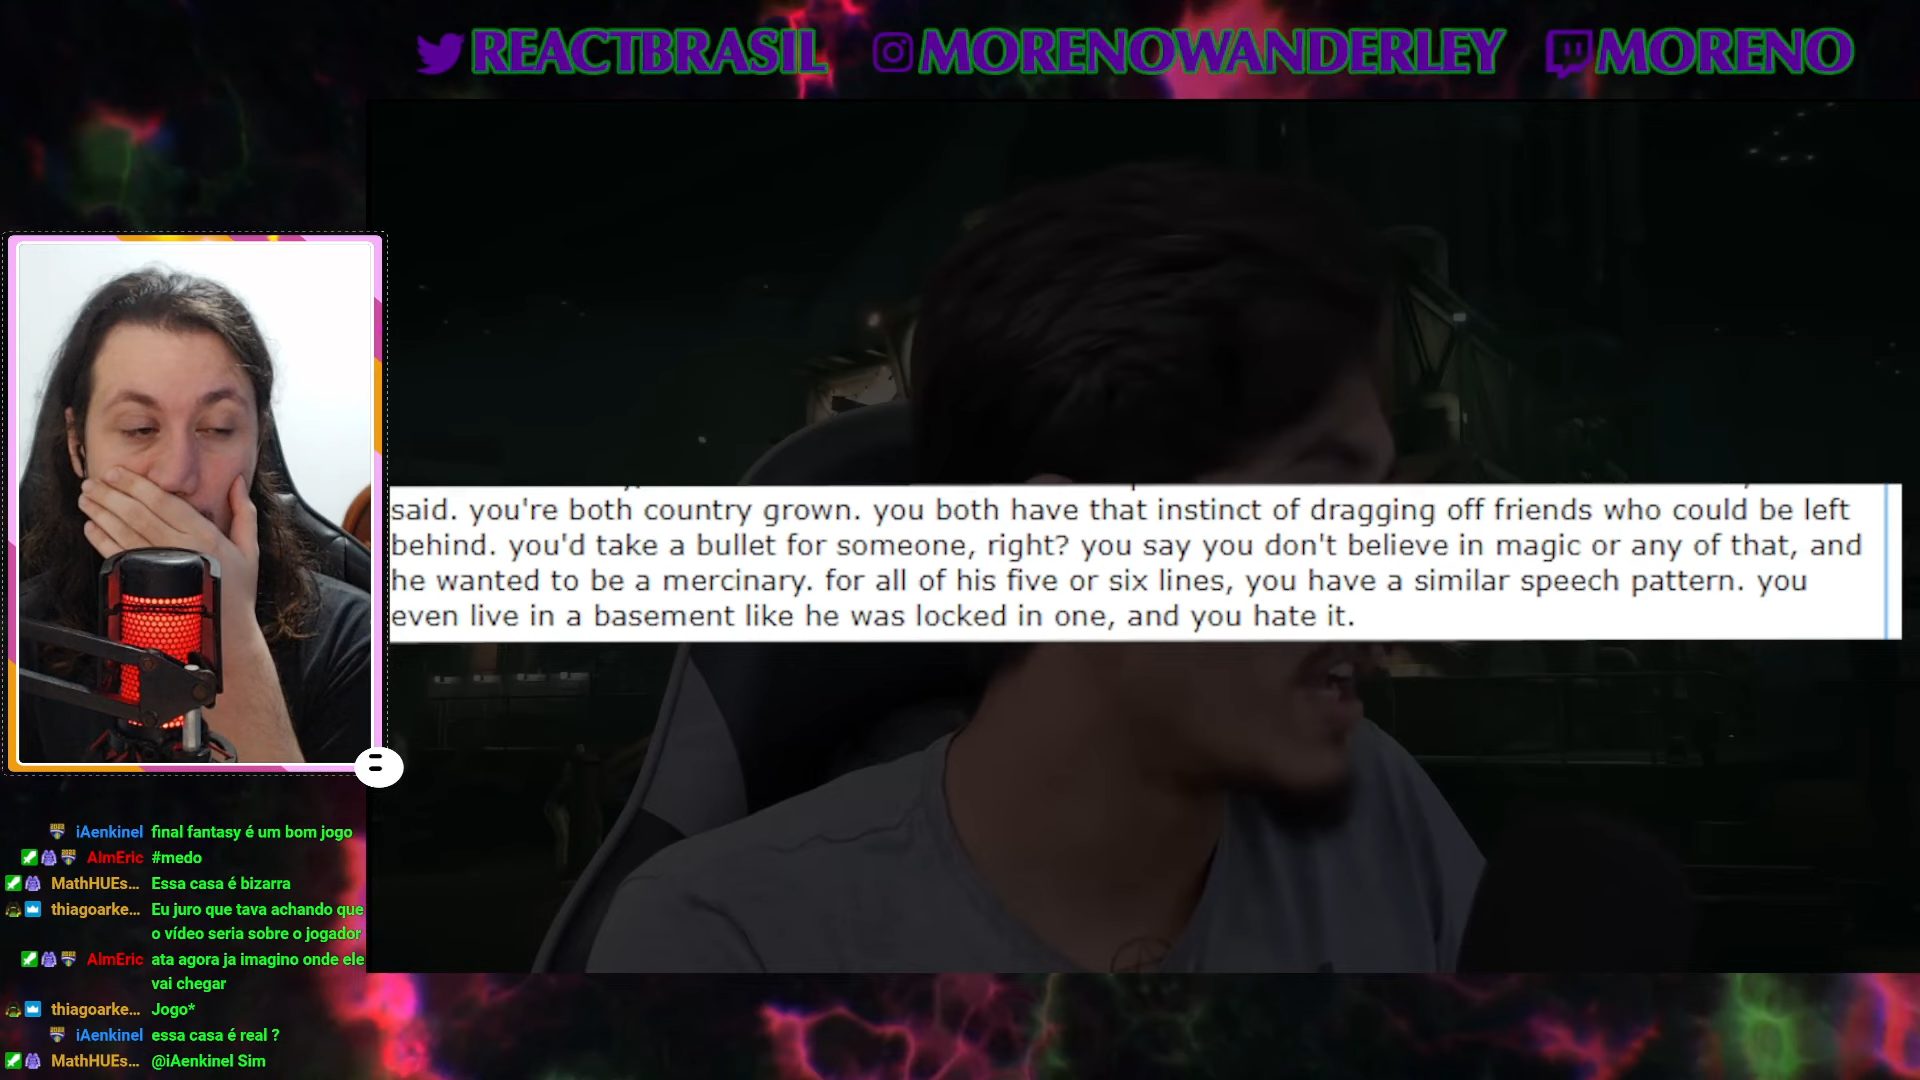 REACTBRASIL MORENOWANDERLEY MORENO
said. you're both country grown. you both have that instinct of dragging off friends who could be left
behind. you'd take a bullet for someone, right? you say you don't believe in magic or any of that, and
he wanted to be a mercinary. for all of his five or six lines, you have a similar speech pattern. you
even live in a basement like he was locked in one, and you hate it.
iAenkinel final fantasy é um bom jogo
AlmEric #medo
MathHUEs... Essa casa é bizarra
thiagoarke... Eu juro que tava achando que
o vídeo seria sobre o jogador
AlmEric ata agora ja imagino onde ele
vai chegar
thiagoarke... Jogo*
iAenkinel essa casa é real ?
MathHUEs... @iAenkinel Sim